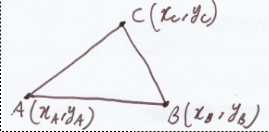 C(x_C, y_C)
A(x_A, y_A)
B(x_B, y_B)